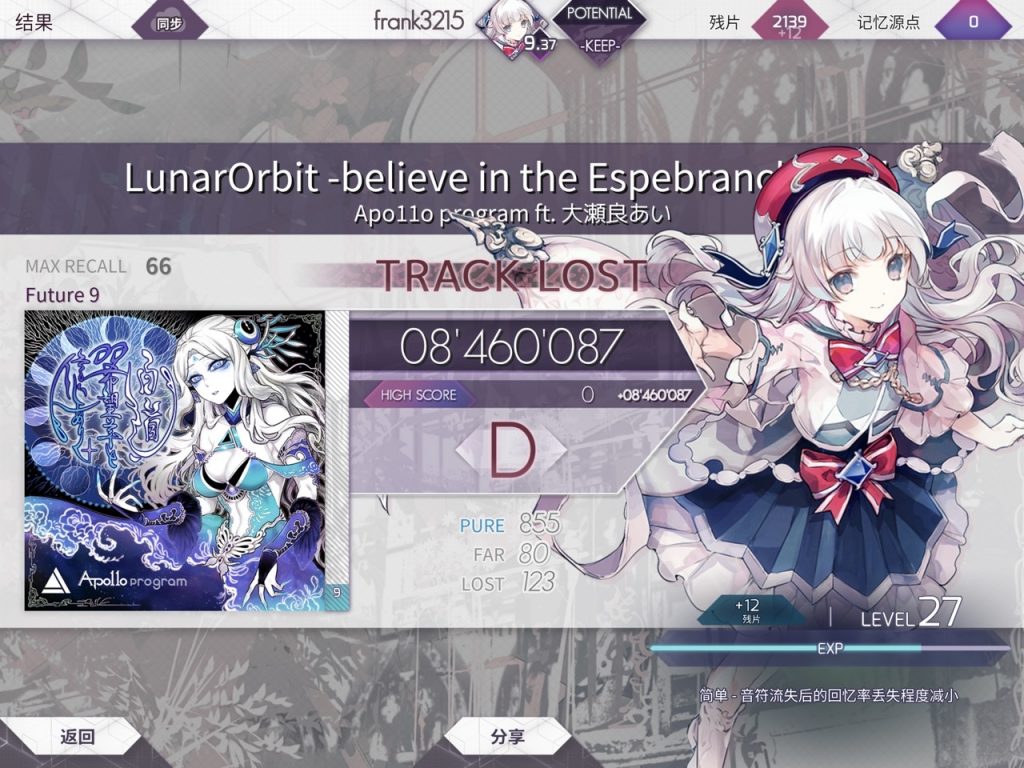 结果
同步
frank3215
9.37
POTENTIAL
-KEEP-
残片
2139
+12
记忆源点
0
LunarOrbit -believe in the Espebranc
Apo11o program ft. 大瀬良あい
MAX RECALL 66
TRACK LOST
Future 9
08'460'087
HIGH SCORE 0 +08'460'087
D
PURE 855
FAR 80
LOST 123
Apollo program
9
+12
残片
LEVEL 27
EXP
简单 - 音符流失后的回忆率丢失程度减小
返回
分享